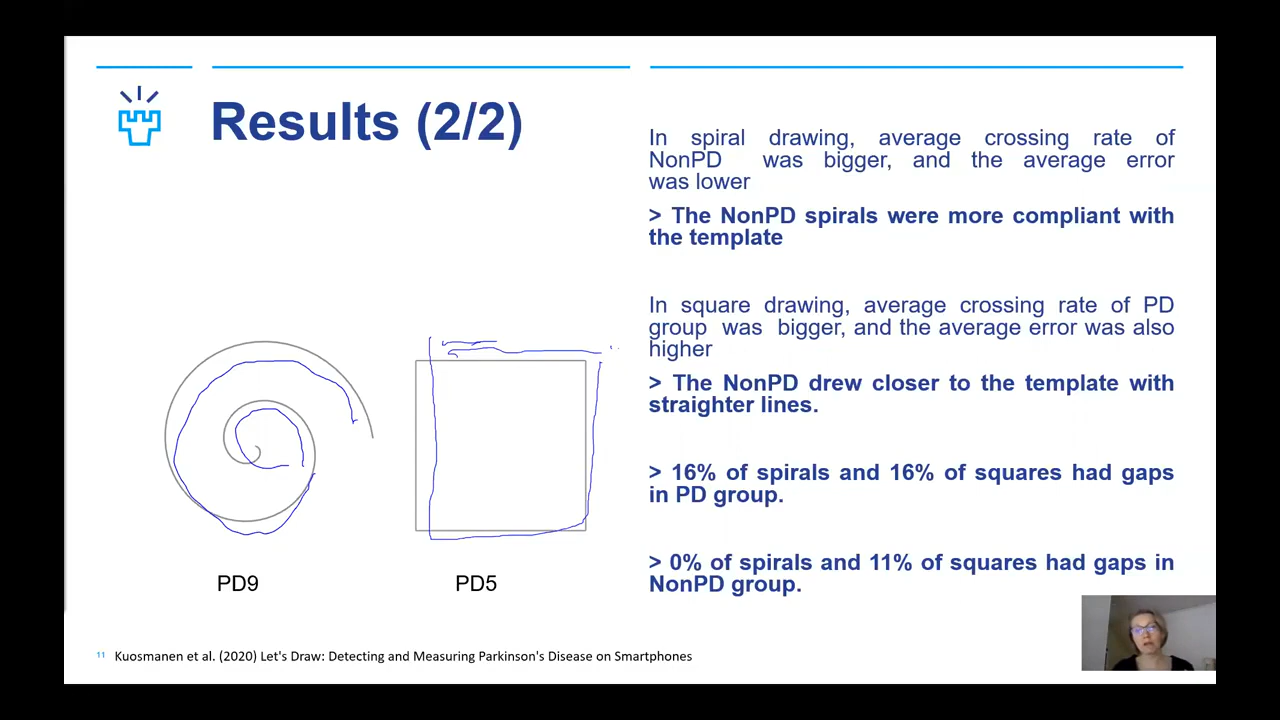 Results (2/2)
In spiral drawing, average crossing rate of
NonPD was bigger, and the average error
was lower
> The NonPD spirals were more compliant with
the template
In square drawing, average crossing rate of PD
group was bigger, and the average error was also
higher
> The NonPD drew closer to the template with
straighter lines.
> 16% of spirals and 16% of squares had gaps
in PD group.
> 0% of spirals and 11% of squares had gaps in
NonPD group.
PD9
PD5
11 Kuosmanen et al. (2020) Let's Draw: Detecting and Measuring Parkinson's Disease on Smartphones